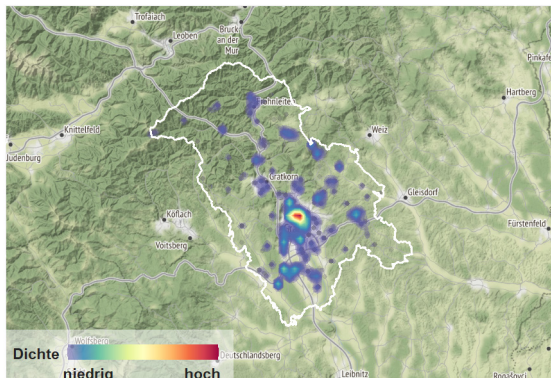 Trofaiach
Leoben
Bruck
an der
Mur
Pinkafe
Hartberg
Knittelfeld
Weiz
Judenburg
Gratkorn
Gleisdorf
Köflach
Fürstenfeld
Voitsberg
Wolfsberg
Dichte
Deutschlandsberg
niedrig
hoch
Leibnitz